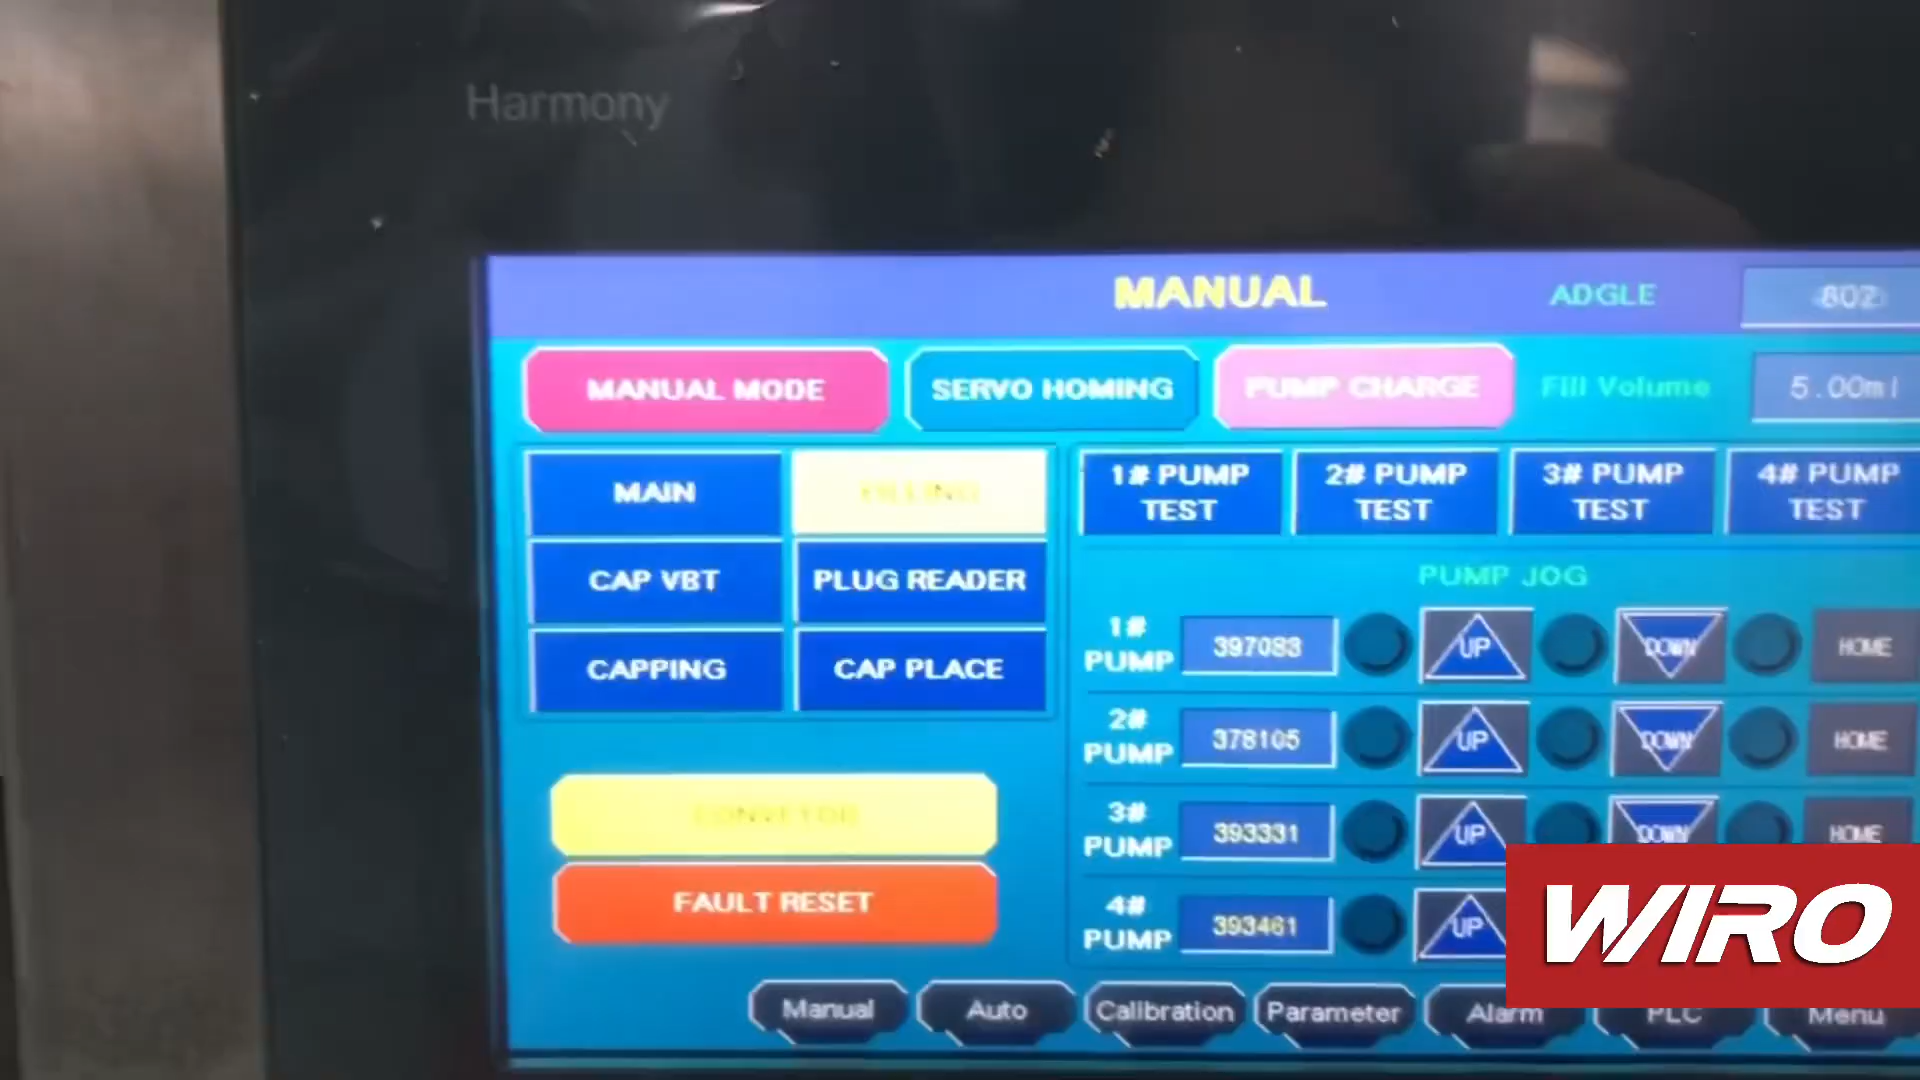 Harmony
MANUAL
ADGLE
802
MANUAL MODE
SERVO HOMING
PUMP CHARGE
Fill Volume
5.00ml
MAIN
FILLING
1# PUMP
TEST
2# PUMP
TEST
3# PUMP
TEST
4# PUMP
TEST
CAP VBT
PLUG READER
PUMP JOG
CAPPING
CAP PLACE
1#
PUMP
397083
UP
DOWN
HOME
2#
PUMP
378105
UP
DOWN
HOME
CONVEYOR
3#
PUMP
393331
UP
DOWN
HOME
FAULT RESET
4#
PUMP
393461
UP
WIRO
Manual
Auto
Calibration
Parameter
Alarm
PLC
Menu